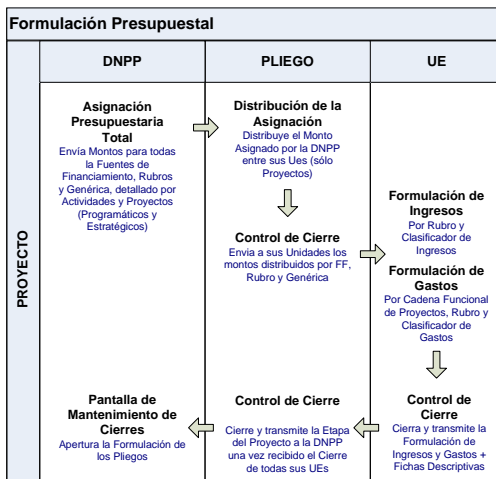 Formulación Presupuestal
DNPP
PLIEGO
UE
PROYECTO
Asignación
Presupuestaria
Total
Envía Montos para todas
la Fuentes de
Financiamiento, Rubros
y Genérica, detallado por
Actividades y Proyectos
(Programáticos y
Estratégicos)
Distribución de la
Asignación
Distribuye el Monto
Asignado por la DNPP
entre sus Ues (sólo
Proyectos)
Control de Cierre
Envia a sus Unidades los
montos distribuidos por FF,
Rubro y Genérica
Formulación de
Ingresos
Por Rubro y
Clasificador de
Ingresos
Formulación de
Gastos
Por Cadena Funcional
de Proyectos, Rubro y
Clasificador de
Gastos
Control de
Cierre
Cierra y transmite la
Formulación de
Ingresos y Gastos +
Fichas Descriptivas
Control de Cierre
Cierre y transmite la Etapa
del Proyecto a la DNPP
una vez recibido el Cierre
de todas sus UEs
Pantalla de
Mantenimiento de
Cierres
Apertura la Formulación de
los Pliegos